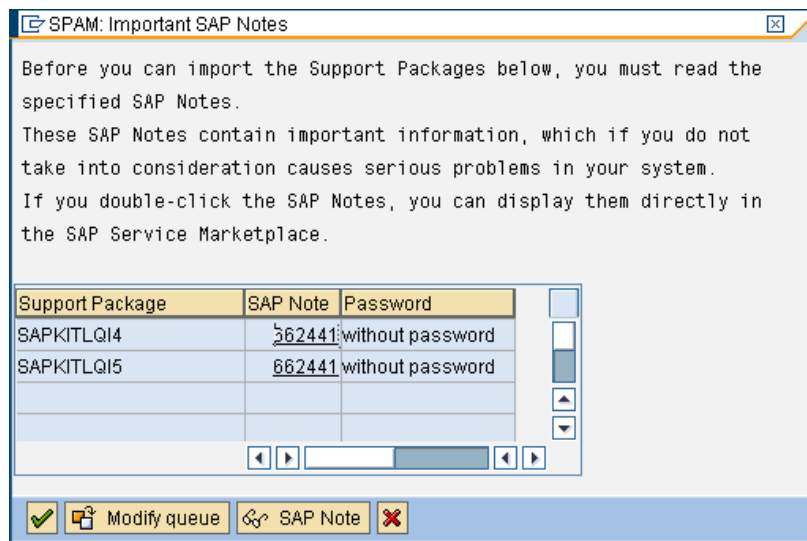 SPAM: Important SAP Notes
Before you can import the Support Packages below, you must read the
specified SAP Notes.
These SAP Notes contain important information, which if you do not
take into consideration causes serious problems in your system.
If you double-click the SAP Notes, you can display them directly in
the SAP Service Marketplace.
Support Package SAP Note Password
SAPKITLQI4 without password
SAPKITLQI5 662441 without password
Modify queue SAP Note